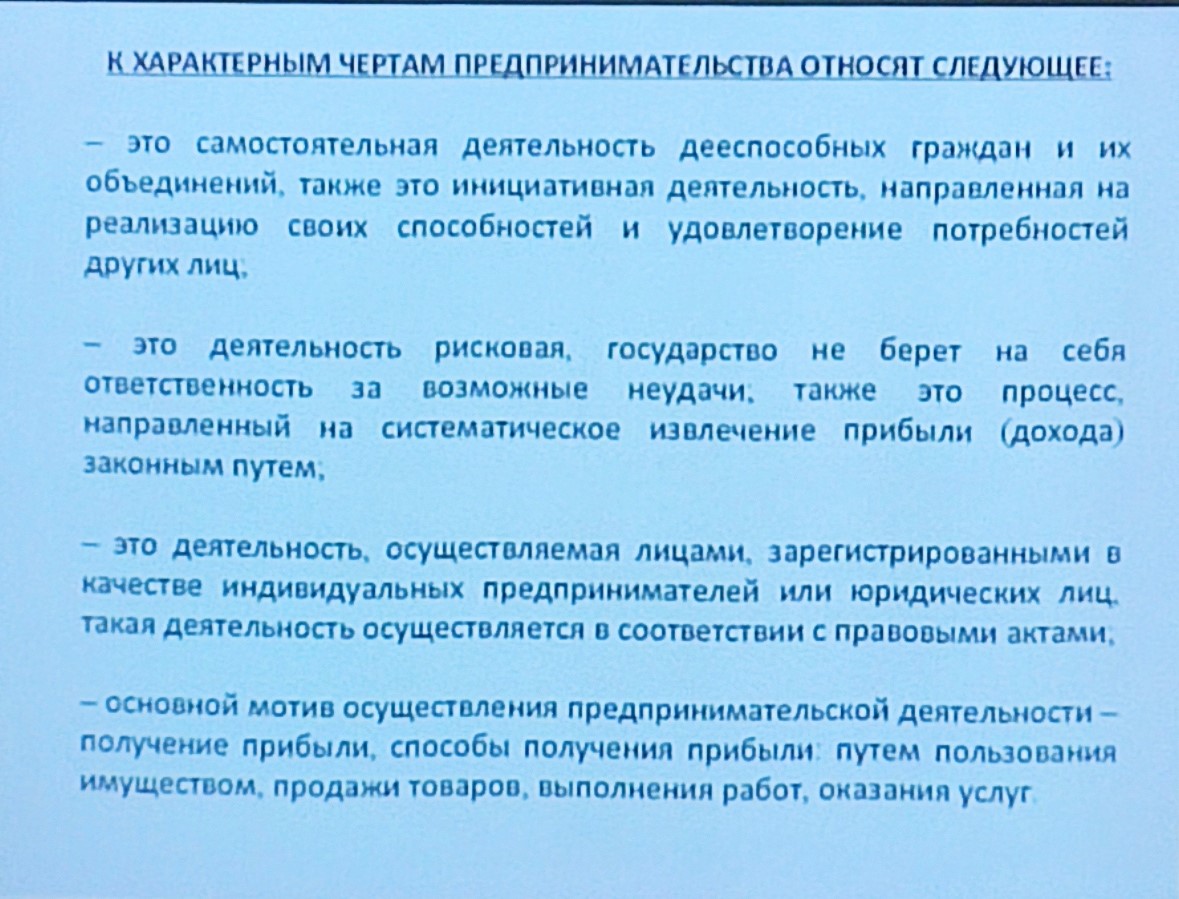 К ХАРАКТЕРНЫМ ЧЕРТАМ ПРЕДПРИНИМАТЕЛЬСТВА ОТНОСЯТ СЛЕДУЮЩЕЕ:
– это самостоятельная деятельность дееспособных граждан и их
объединений, также это инициативная деятельность, направленная на
реализацию своих способностей и удовлетворение потребностей
других лиц;
– это деятельность рисковая, государство не берет на себя
ответственность за возможные неудачи; также это процесс,
направленный на систематическое извлечение прибыли (дохода)
законным путем;
– это деятельность, осуществляемая лицами, зарегистрированными в
качестве индивидуальных предпринимателей или юридических лиц,
такая деятельность осуществляется в соответствии с правовыми актами;
– основной мотив осуществления предпринимательской деятельности –
получение прибыли, способы получения прибыли: путем пользования
имуществом, продажи товаров, выполнения работ, оказания услуг.